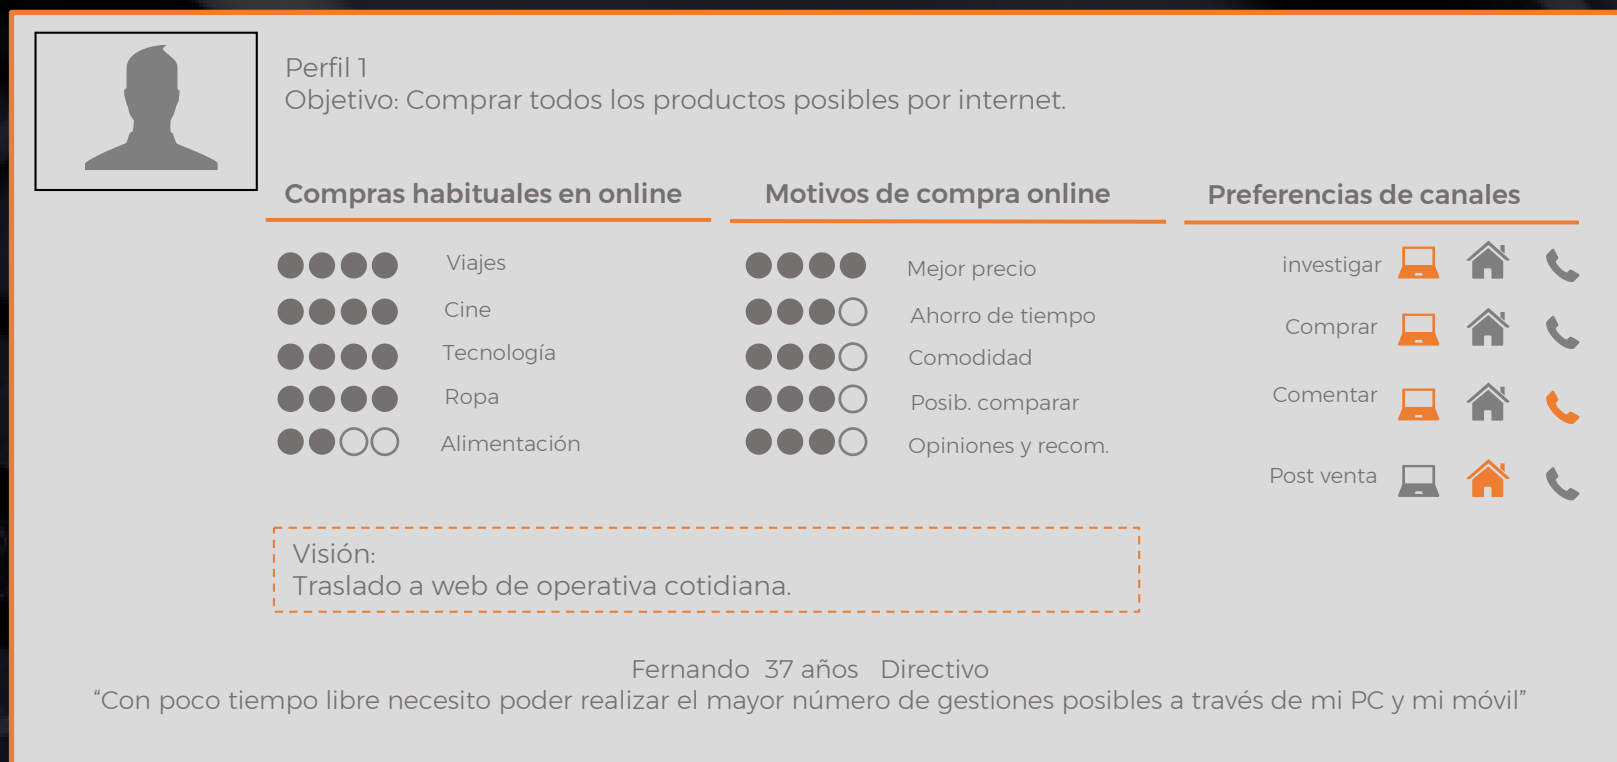 Perfil 1
Objetivo: Comprar todos los productos posibles por internet.
Compras habituales en online
Viajes
Cine
Tecnología
Ropa
Alimentación
Motivos de compra online
Mejor precio
Ahorro de tiempo
Comodidad
Posib. comparar
Opiniones y recom.
Preferencias de canales
investigar
Comprar
Comentar
Post venta
Visión:
Traslado a web de operativa cotidiana.
Fernando 37 años Directivo
“Con poco tiempo libre necesito poder realizar el mayor número de gestiones posibles a través de mi PC y mi móvil”